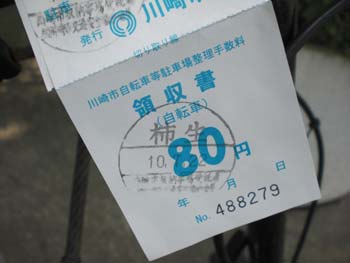 発行 川崎
切り取り線
川崎市自転車等駐車場整理手数料
領収書
(自転車)
柿生
80円
年 月 日
No. 488279